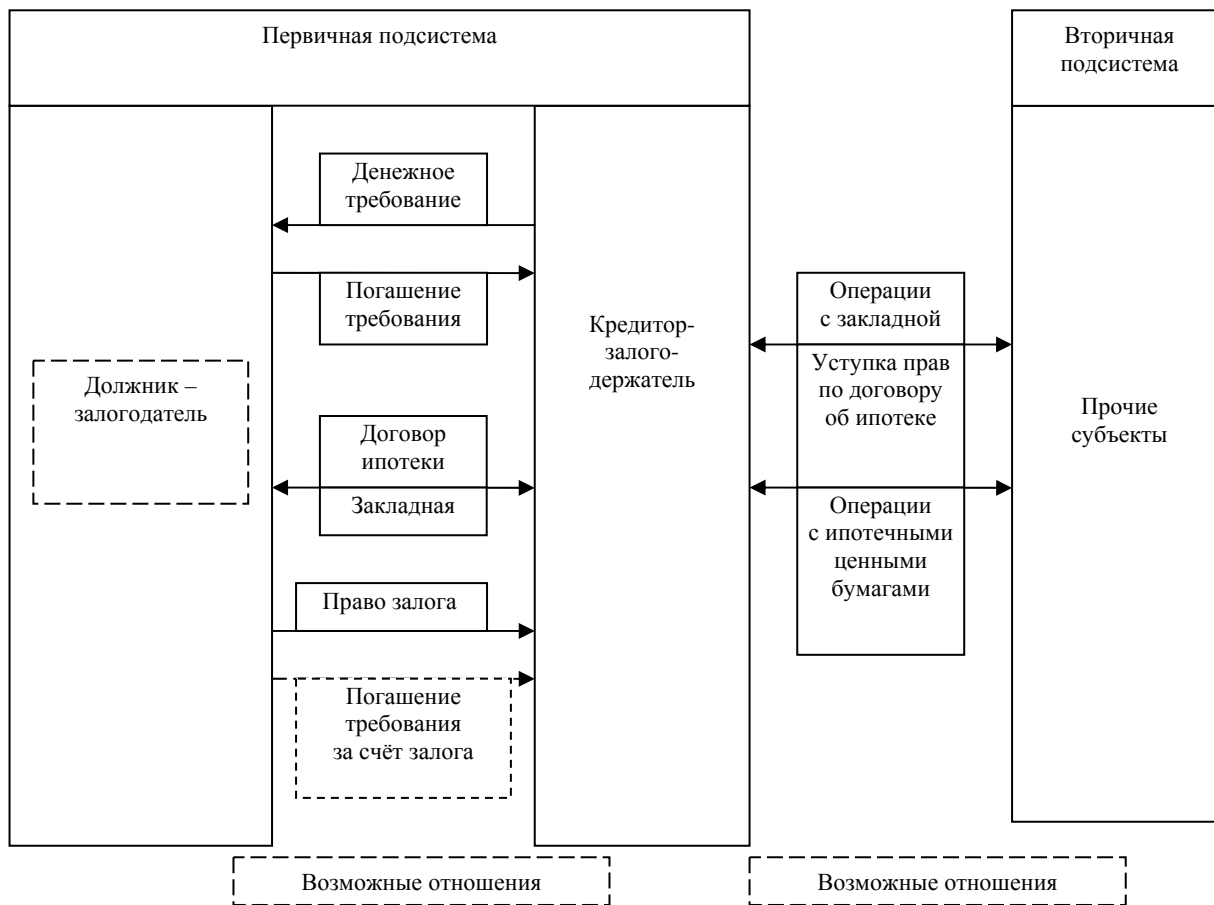 Первичная подсистема
Вторичная
подсистема
Денежное
требование
Погашение
требования
Должник –
залогодатель
Договор
ипотеки
Закладная
Право залога
Погашение
требования
за счёт залога
Кредитор-
залого-
держатель
Операции
с закладной
Уступка прав
по договору
об ипотеке
Операции
с ипотечными
ценными
бумагами
Прочие
субъекты
Возможные отношения
Возможные отношения